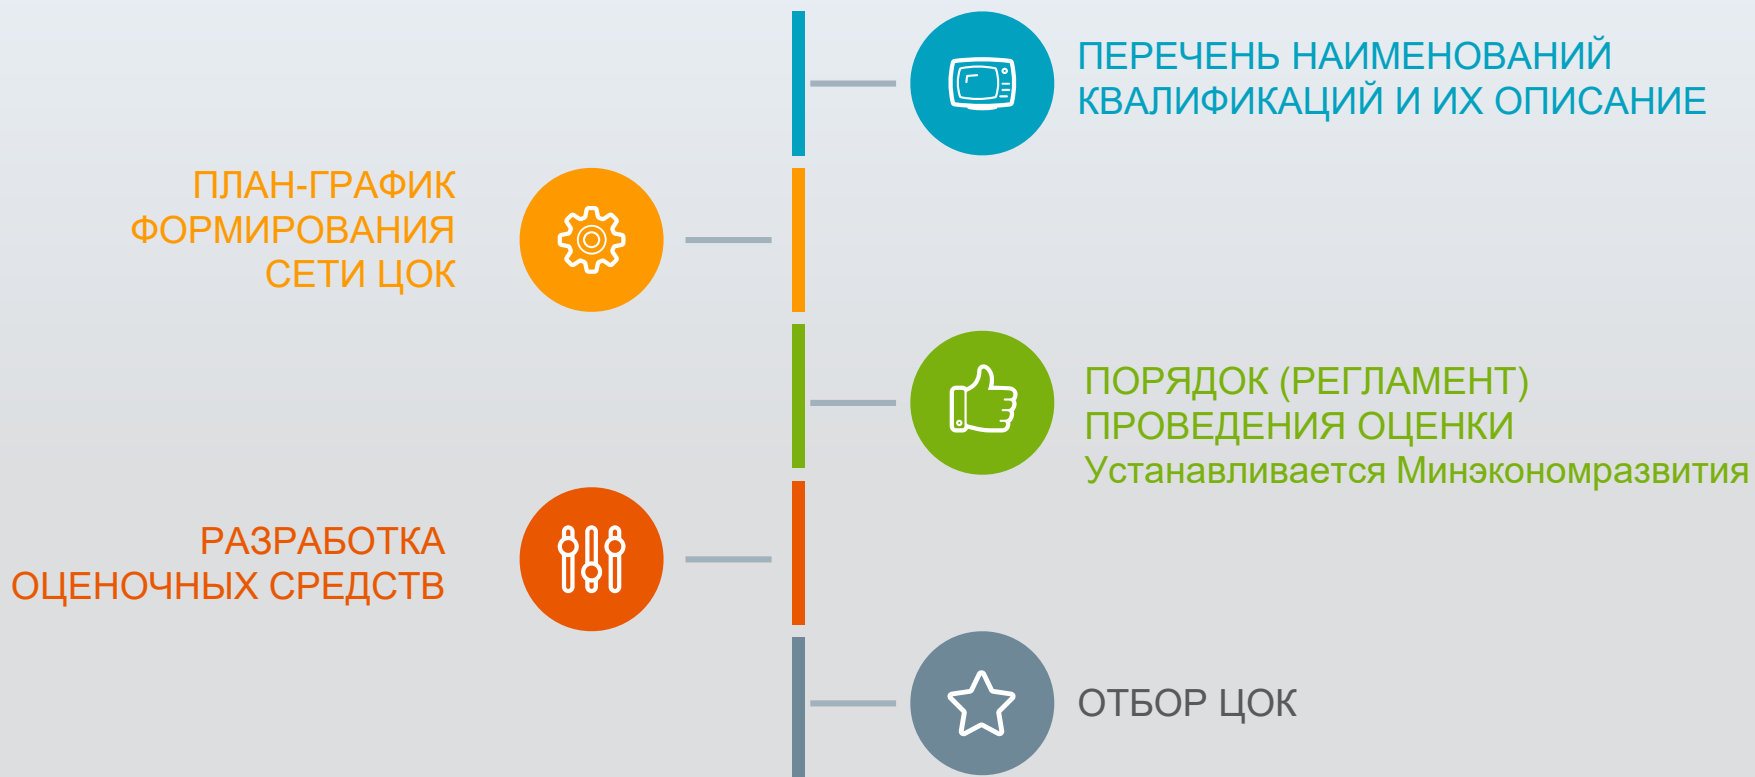 ПЕРЕЧЕНЬ НАИМЕНОВАНИЙ
КВАЛИФИКАЦИЙ И ИХ ОПИСАНИЕ
ПЛАН-ГРАФИК
ФОРМИРОВАНИЯ
СЕТИ ЦОК
ПОРЯДОК (РЕГЛАМЕНТ)
ПРОВЕДЕНИЯ ОЦЕНКИ
Устанавливается Минэкономразвития
РАЗРАБОТКА
ОЦЕНОЧНЫХ СРЕДСТВ
ОТБОР ЦОК